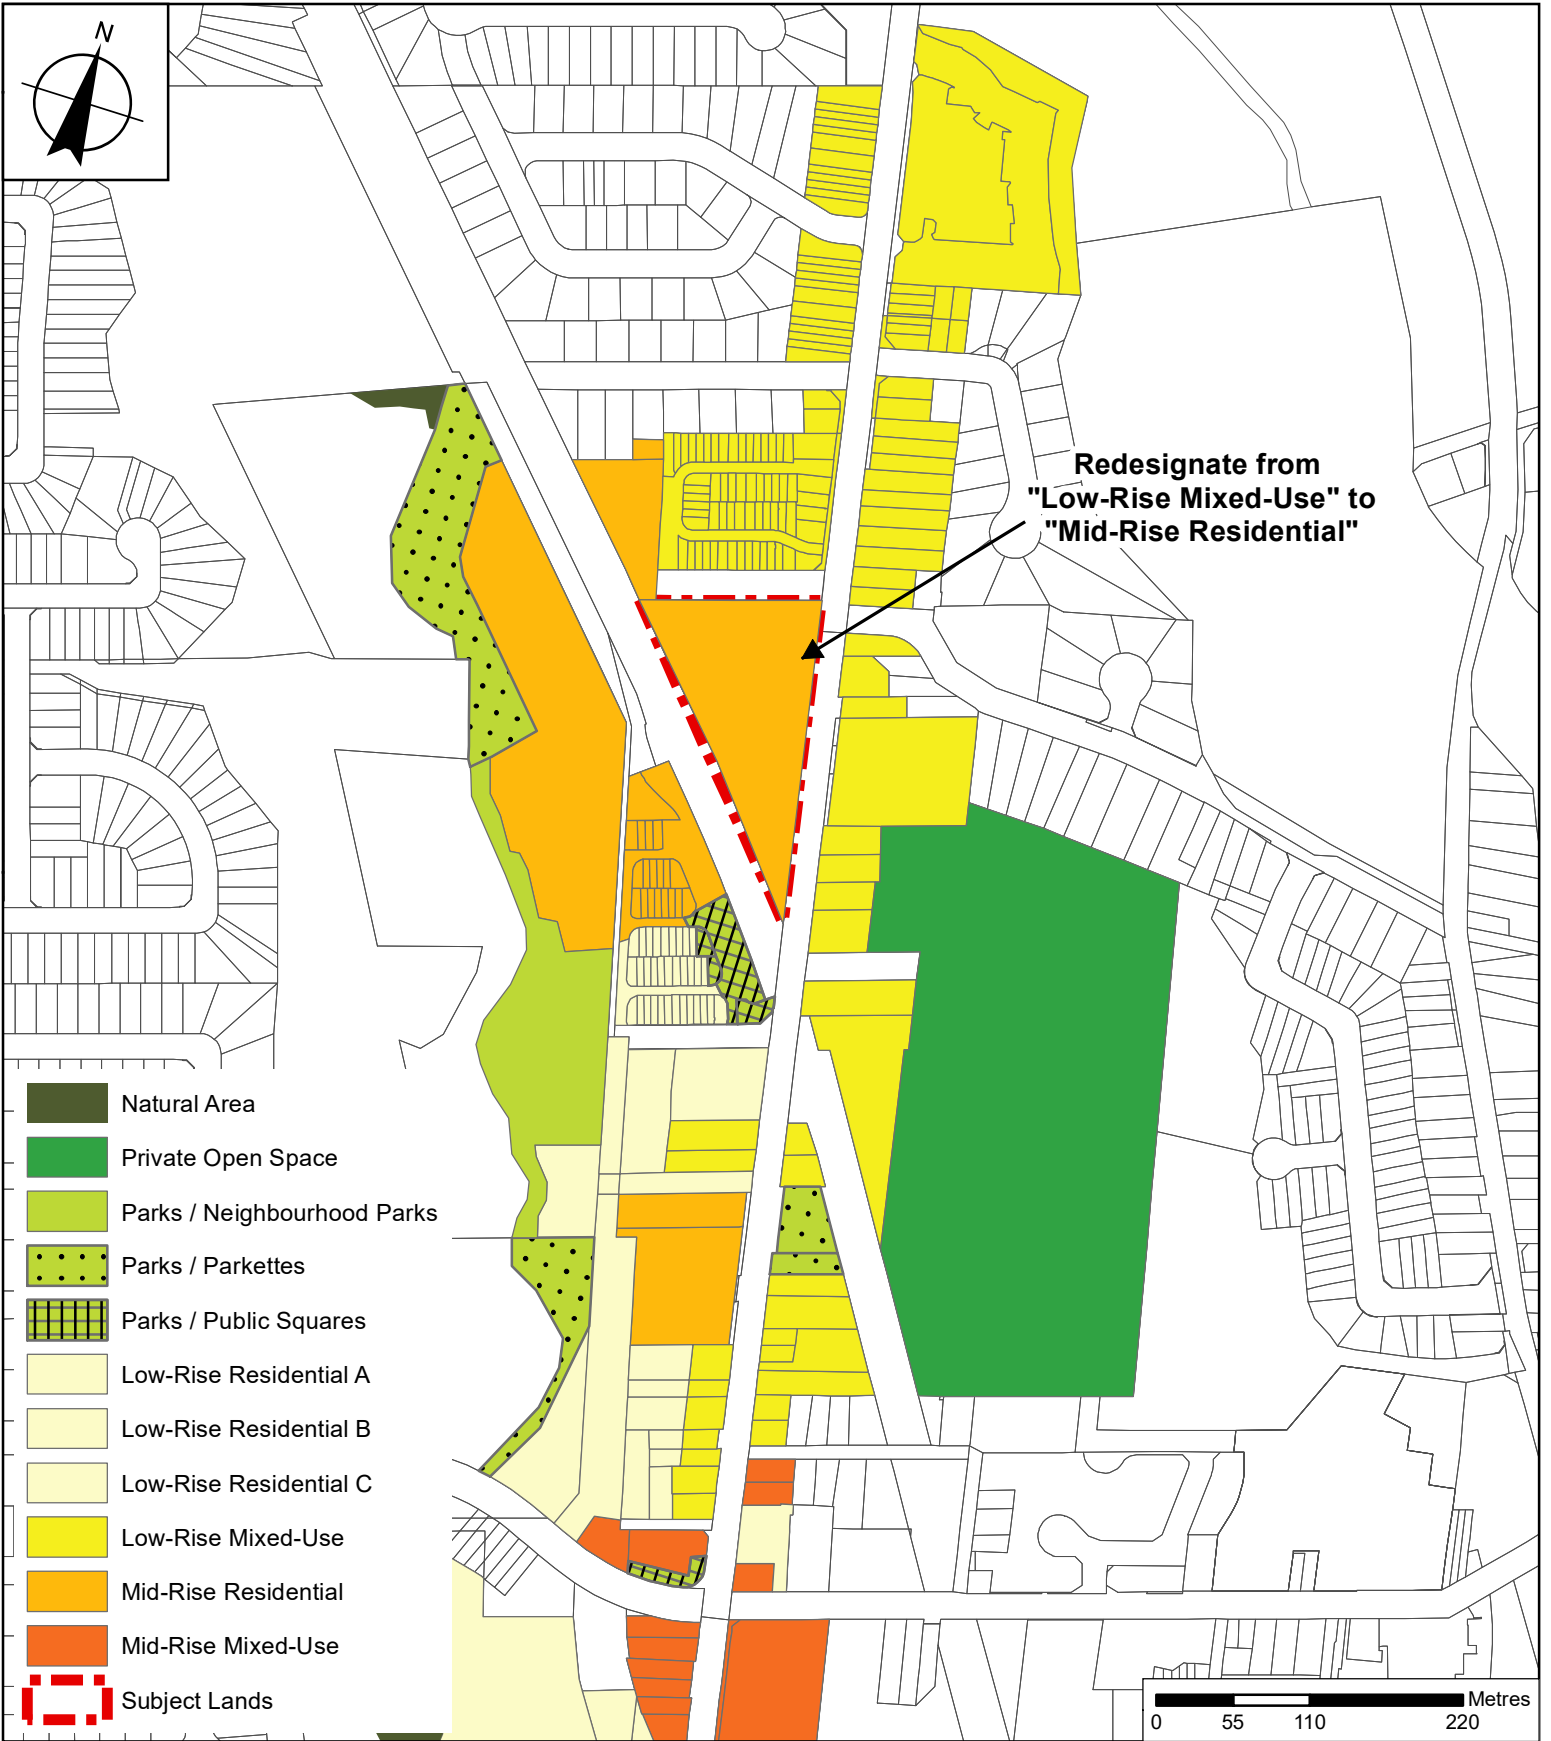 N
Redesignate from
"Low-Rise Mixed-Use" to
"Mid-Rise Residential"
Natural Area
Private Open Space
Parks / Neighbourhood Parks
Parks / Parkettes
Parks / Public Squares
Low-Rise Residential A
Low-Rise Residential B
Low-Rise Residential C
Low-Rise Mixed-Use
Mid-Rise Residential
Mid-Rise Mixed-Use
Subject Lands
Metres
0 55 110 220